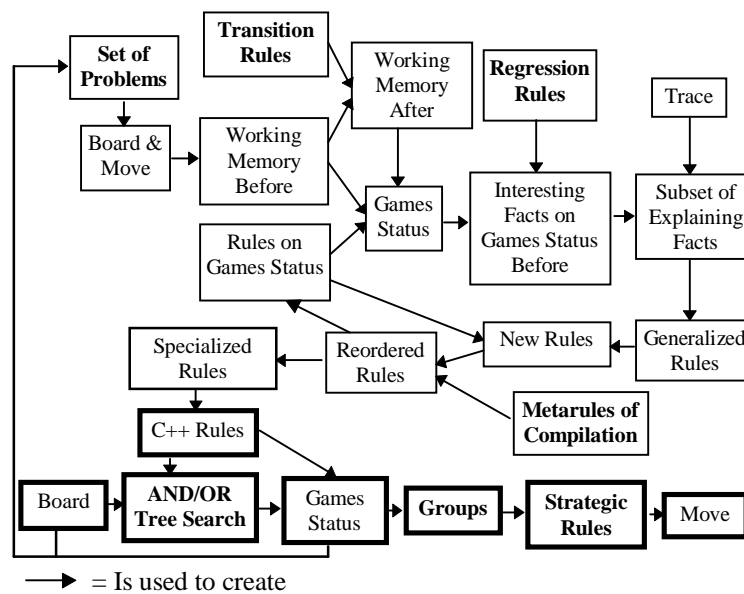 Set of
Problems
Transition
Rules
Working
Memory
After
Regression
Rules
Trace
Board &
Move
Working
Memory
Before
Games
Status
Interesting
Facts on
Games Status
Before
Subset of
Explaining
Facts
Rules on
Games Status
Specialized
Rules
Reordered
Rules
New Rules
Generalized
Rules
Metarules of
Compilation
C++ Rules
Board
AND/OR
Tree Search
Games
Status
Groups
Strategic
Rules
Move
= Is used to create